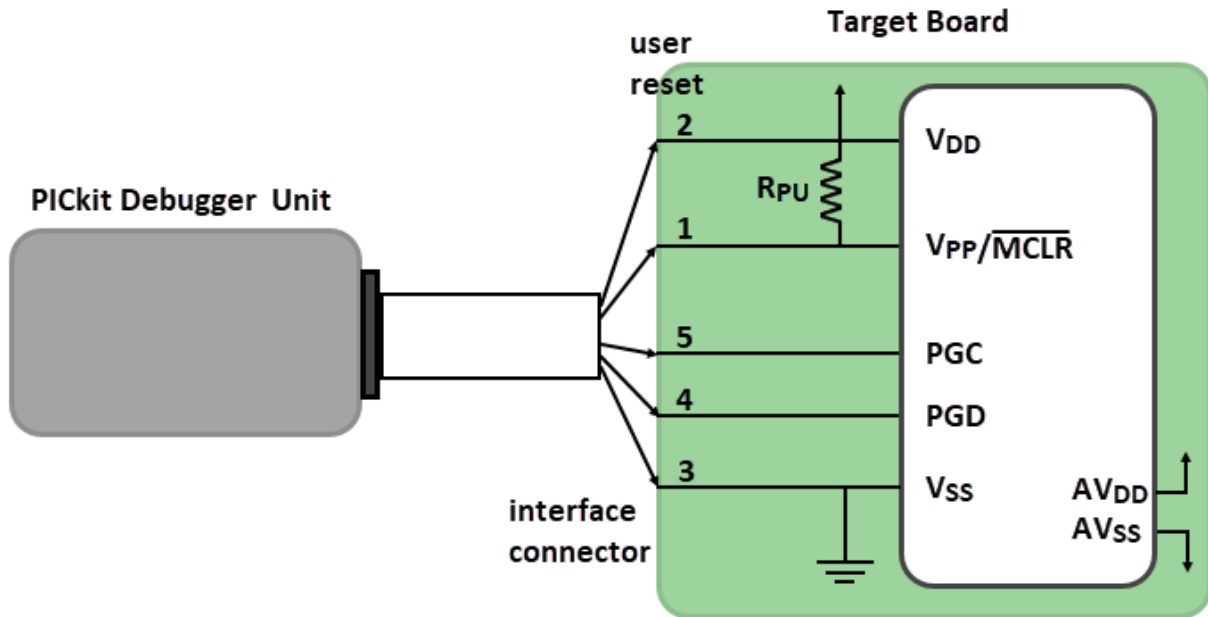 Target Board
user
reset
2
VDD
PICkit Debugger Unit
RPU
1
VPP/MCLR
5
PGC
4
PGD
3
VSS
AVDD
AVSS
interface
connector